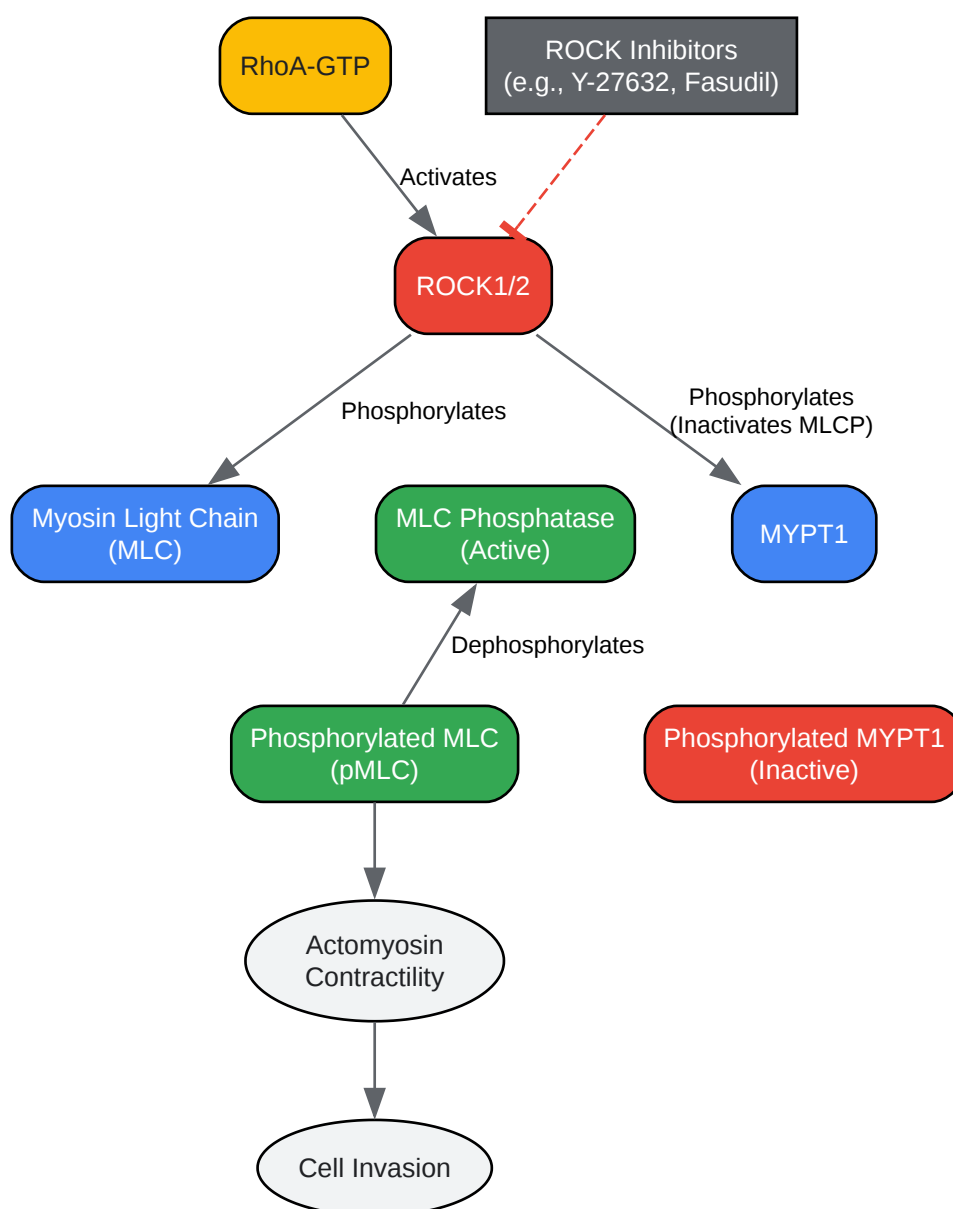 RhoA-GTP
ROCK Inhibitors
(e.g., Y-27632, Fasudil)
Activates
ROCK1/2
Phosphorylates
Phosphorylates
(Inactivates MLCP)
Myosin Light Chain
(MLC)
MLC Phosphatase
(Active)
MYPT1
Dephosphorylates
Phosphorylated MLC
(pMLC)
Phosphorylated MYPT1
(Inactive)
Actomyosin
Contractility
Cell Invasion